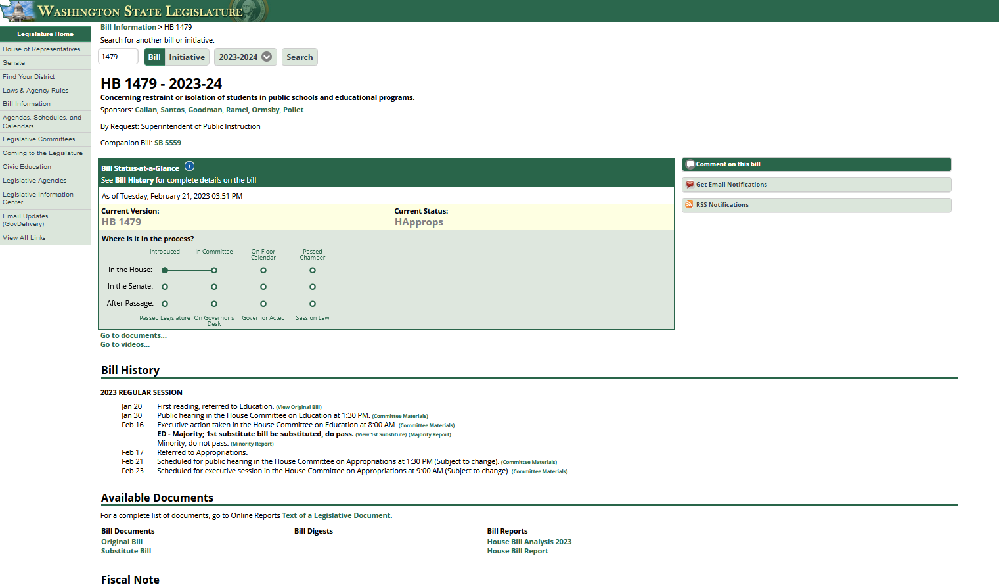 WASHINGTON STATE LEGISLATURE
Legislature Home
House of Representatives
Senate
Find Your District
Laws & Agency Rules
Bill Information
Agendas, Schedules, and
Calendars
Legislative Committees
Coming to the Legislature
Civic Education
Legislative Agencies
Legislative Information
Center
Email Updates
(GovDelivery)
View All Links
Bill Information > HB 1479
Search for another bill or initiative:
1479 Bill Initiative 2023-2024 Search
HB 1479 - 2023-24
Concerning restraint or isolation of students in public schools and educational programs.
Sponsors: Callan, Santos, Goodman, Ramel, Ormsby, Pollet
By Request: Superintendent of Public Instruction
Companion Bill: SB 5559
Bill Status-at-a-Glance i
See Bill History for complete details on the bill
As of Tuesday, February 21, 2023 03:51 PM
Current Version: Current Status:
HB 1479 HApprops
Where is it in the process?
Introduced In Committee On Floor Calendar Passed Chamber
In the House:
In the Senate:
After Passage:
Passed Legislature On Governor's Desk Governor Acted Session Law
Comment on this bill
Get Email Notifications
RSS Notifications
Go to documents...
Go to videos...
Bill History
2023 REGULAR SESSION
Jan 20 First reading, referred to Education. (View Original Bill)
Jan 30 Public hearing in the House Committee on Education at 1:30 PM. (Committee Materials)
Feb 16 Executive action taken in the House Committee on Education at 8:00 AM. (Committee Materials)
ED - Majority; 1st substitute bill be substituted, do pass. (View 1st Substitute) (Majority Report)
Minority; do not pass. (Minority Report)
Feb 17 Referred to Appropriations.
Feb 21 Scheduled for public hearing in the House Committee on Appropriations at 1:30 PM (Subject to change). (Committee Materials)
Feb 23 Scheduled for executive session in the House Committee on Appropriations at 9:00 AM (Subject to change). (Committee Materials)
Available Documents
For a complete list of documents, go to Online Reports Text of a Legislative Document.
Bill Documents Bill Digests Bill Reports
Original Bill House Bill Analysis 2023
Substitute Bill House Bill Report
Fiscal Note